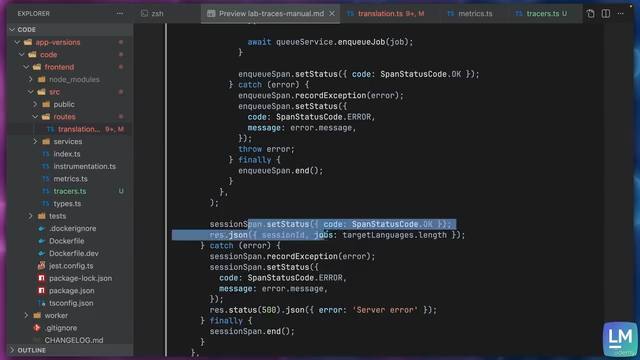 EXPLORER
CODE
app-versions
code
frontend
node_modules
src
public
routes
translation... 9+, M
services
index.ts
instrumentation.ts
metrics.ts
tracers.ts U
types.ts
tests
.dockerignore
Dockerfile
Dockerfile.dev
jest.config.ts
package-lock.json
package.json
tsconfig.json
worker
.gitignore
CHANGELOG.md
OUTLINE
zsh
Preview lab-traces-manual.md
translation.ts 9+, M
metrics.ts
tracers.ts U
await queueService.enqueueJob(job);
}
enqueueSpan.setStatus({ code: SpanStatusCode.OK });
} catch (error) {
enqueueSpan.recordException(error);
enqueueSpan.setStatus({
code: SpanStatusCode.ERROR,
message: error.message,
});
throw error;
} finally {
enqueueSpan.end();
}
},
);
sessionSpan.setStatus({ code: SpanStatusCode.OK });
res.json({ sessionId, jobs: targetLanguages.length });
} catch (error) {
sessionSpan.recordException(error);
sessionSpan.setStatus({
code: SpanStatusCode.ERROR,
message: error.message,
});
res.status(500).json({ error: 'Server error' });
} finally {
sessionSpan.end();
}
},
LM